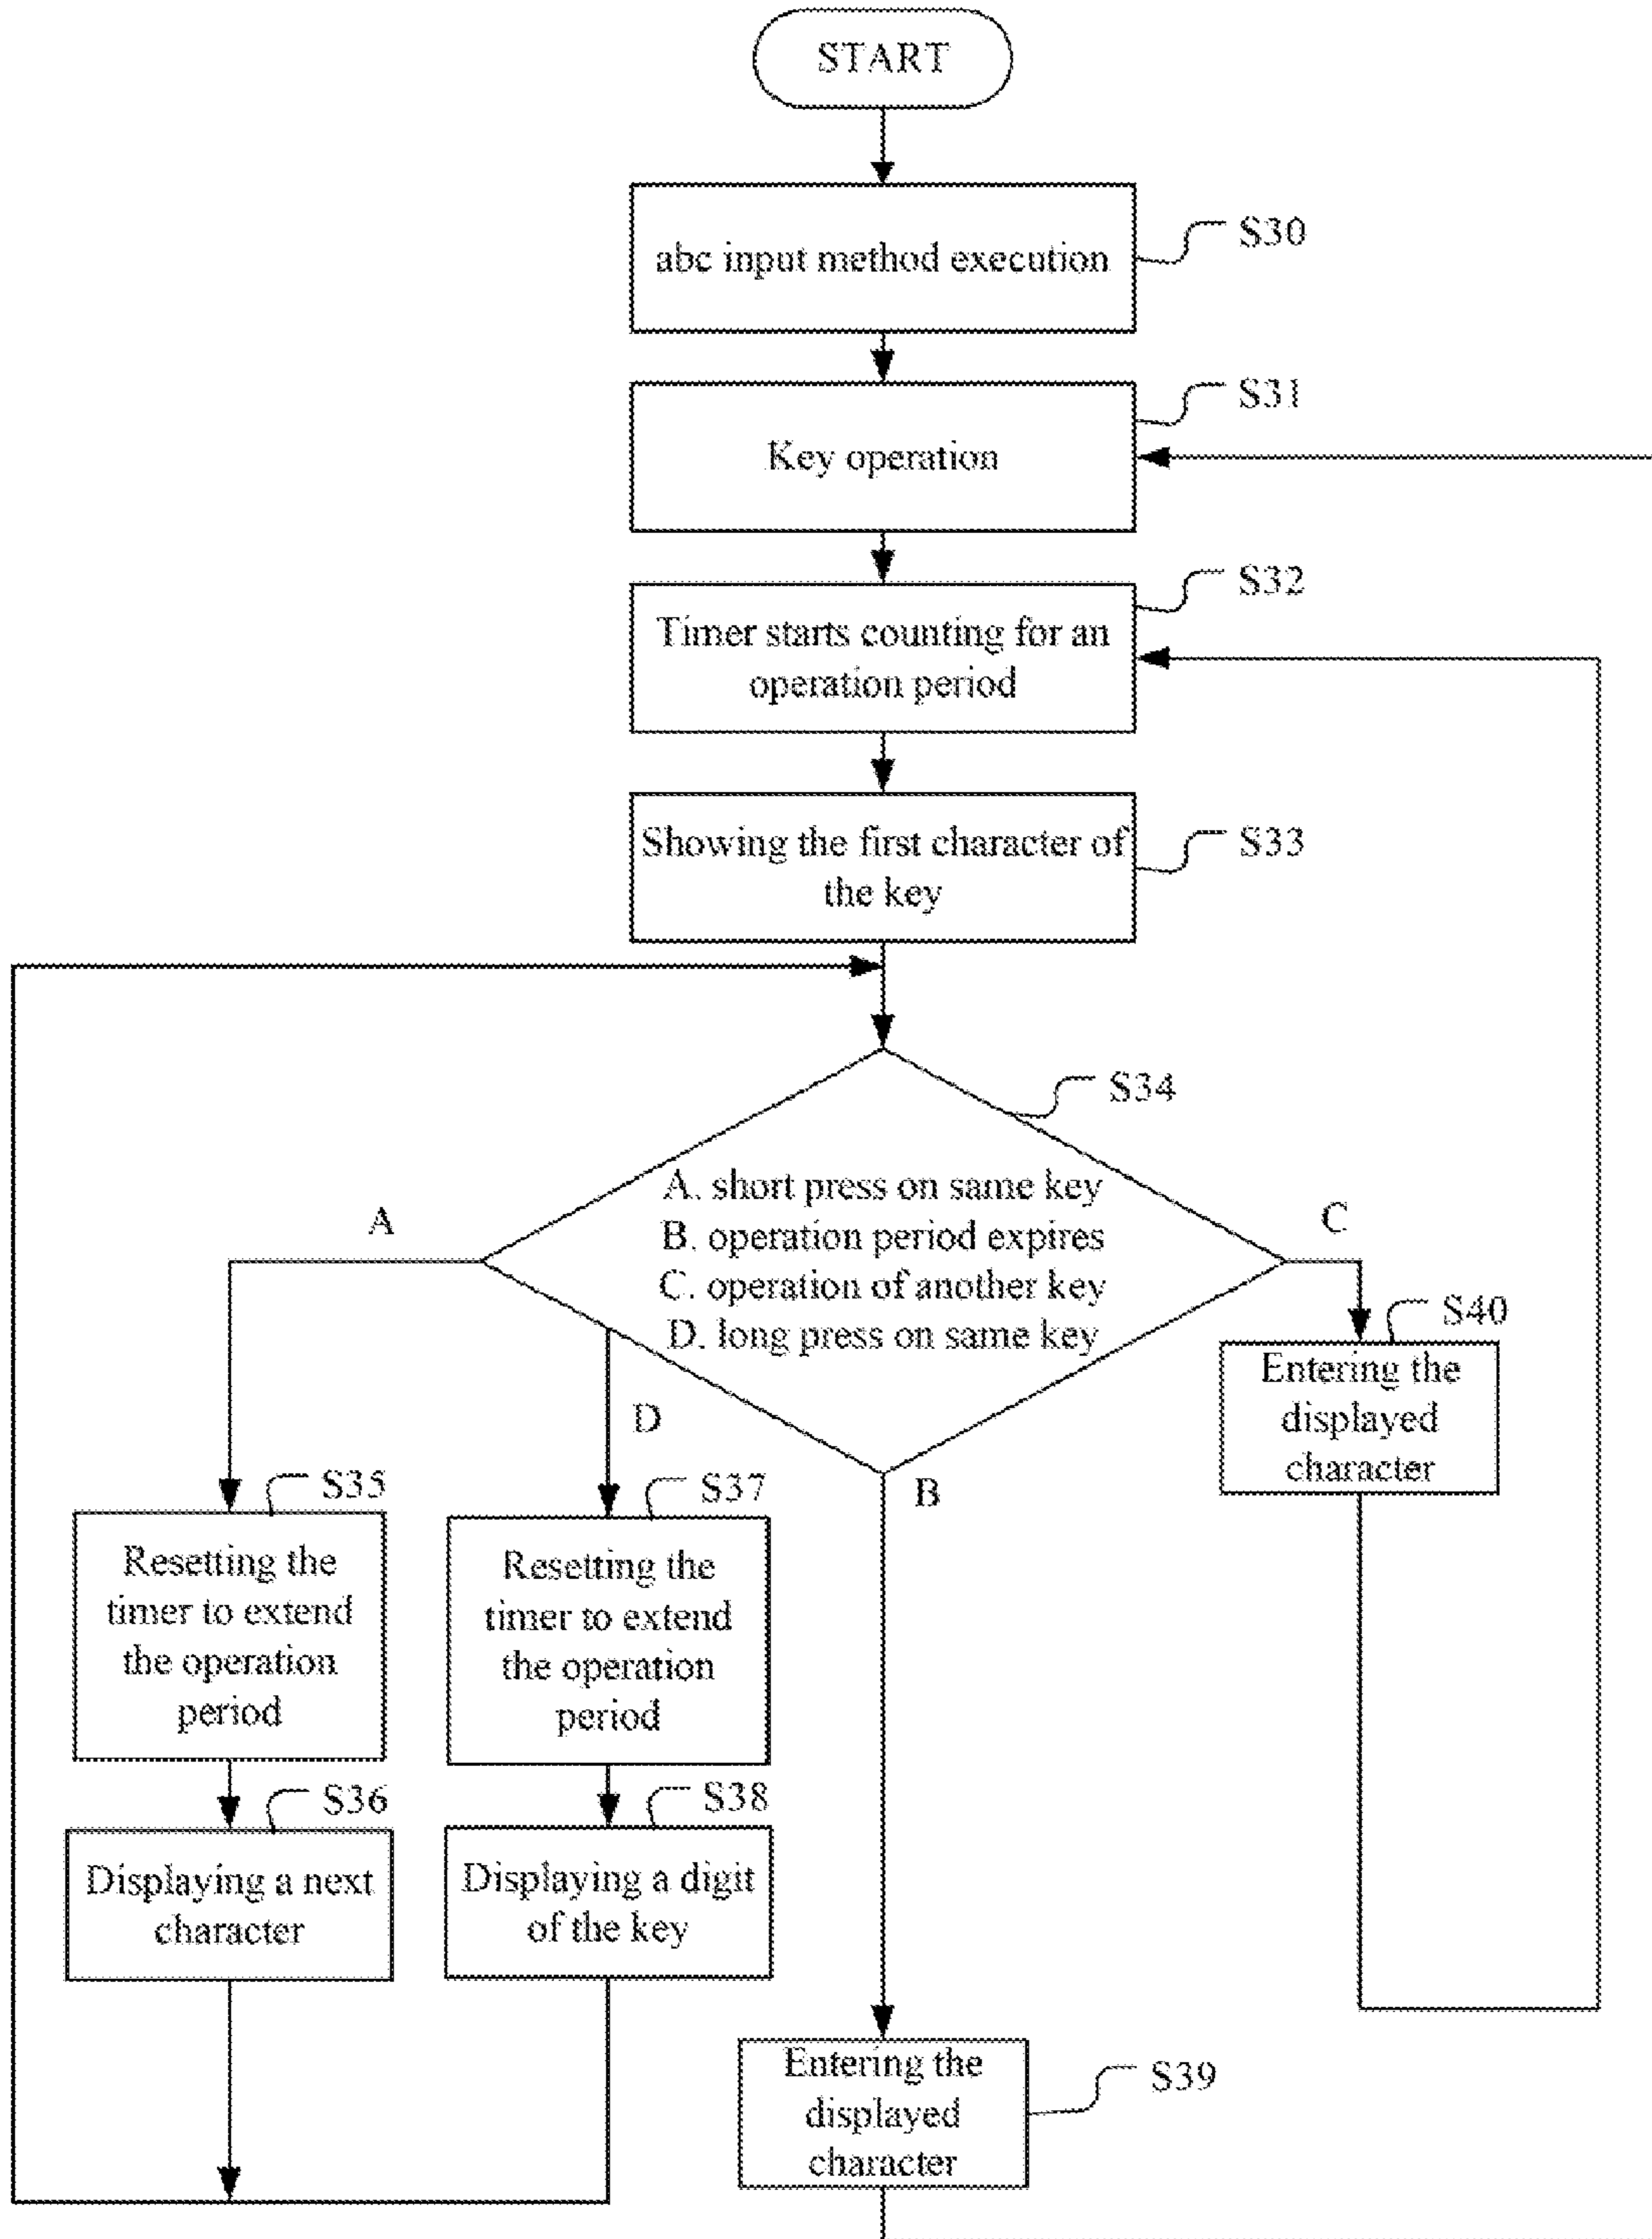 START
abc input method execution
S30
Key operation
S31
Timer starts counting for an
operation period
S32
Showing the first character of
the key
S33
S34
A. short press on same key
B. operation period expires
C. operation of another key
D. long press on same key
A
C
D
B
S40
Entering the
displayed
character
S35
Resetting the
timer to extend
the operation
period
S37
Resetting the
timer to extend
the operation
period
S36
Displaying a next
character
S38
Displaying a digit
of the key
Entering the
displayed
character
S39